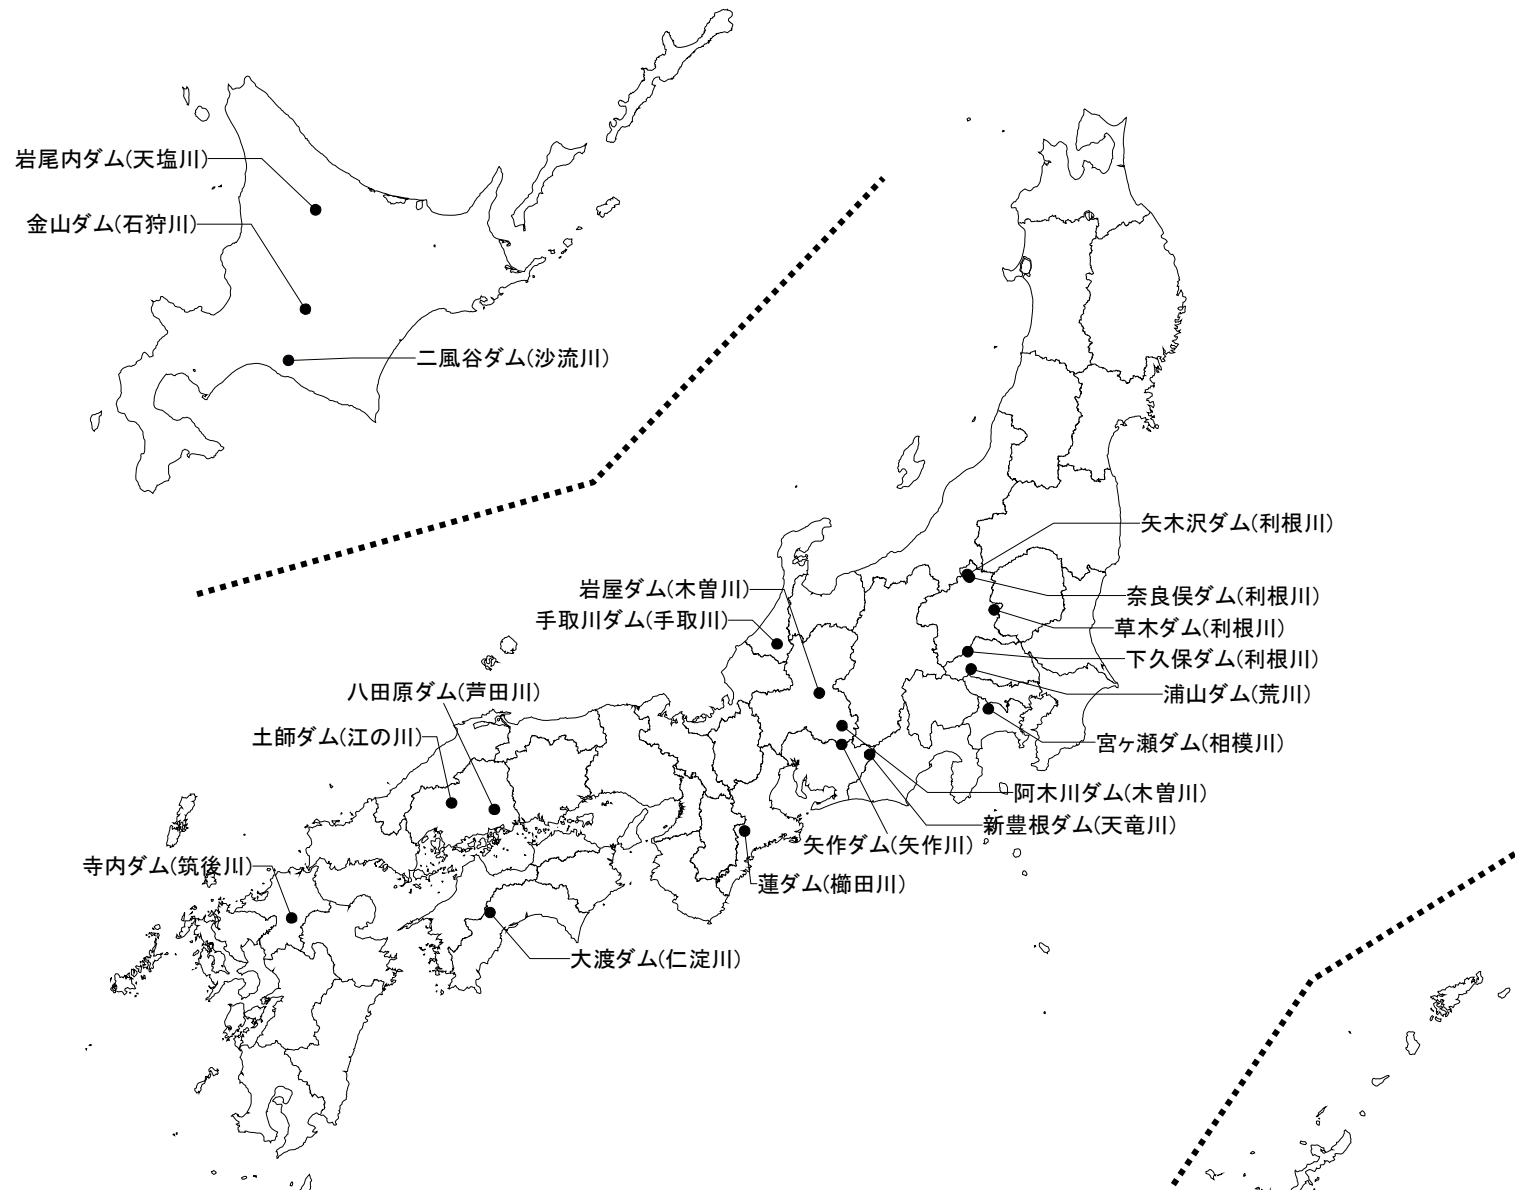 岩尾内ダム(天塩川)
金山ダム(石狩川)
二風谷ダム(沙流川)
矢木沢ダム(利根川)
岩屋ダム(木曽川)
奈良俣ダム(利根川)
手取川ダム(手取川)
草木ダム(利根川)
下久保ダム(利根川)
八田原ダム(芦田川)
浦山ダム(荒川)
土師ダム(江の川)
宮ヶ瀬ダム(相模川)
阿木川ダム(木曽川)
新豊根ダム(天竜川)
矢作ダム(矢作川)
寺内ダム(筑後川)
蓮ダム(櫛田川)
大渡ダム(仁淀川)